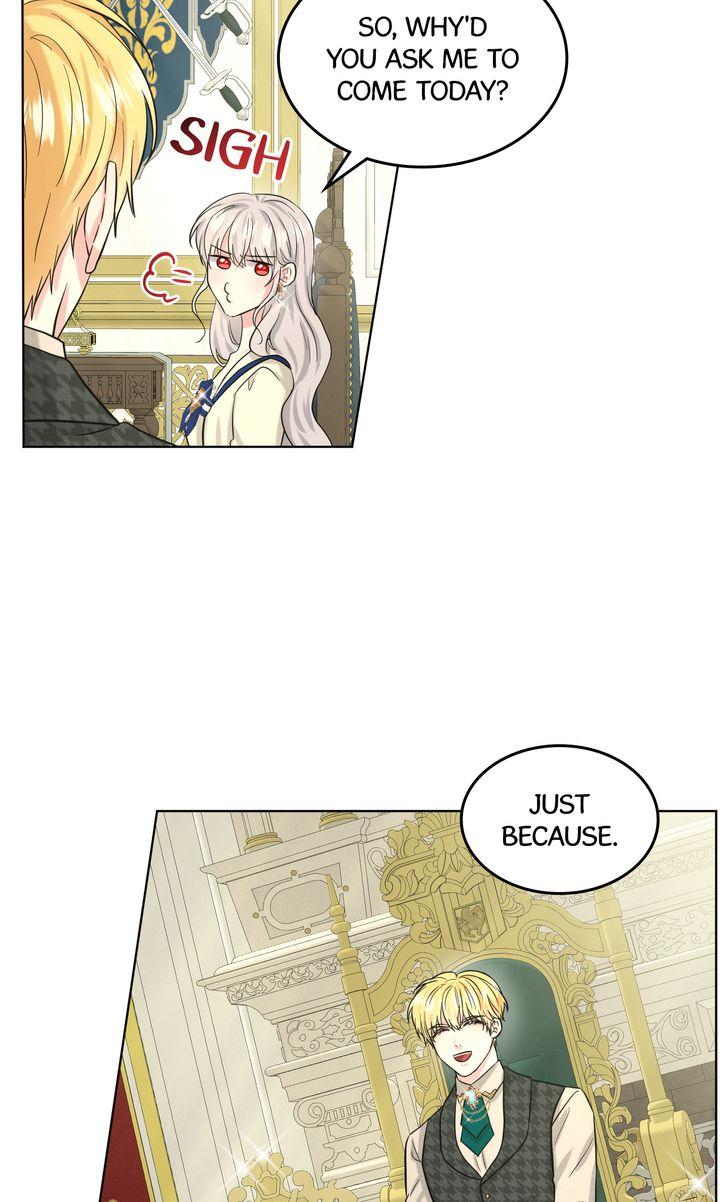 SO, WHY'D
YOU ASK ME TO
COME TODAY?
SIGH
JUST
BECAUSE.